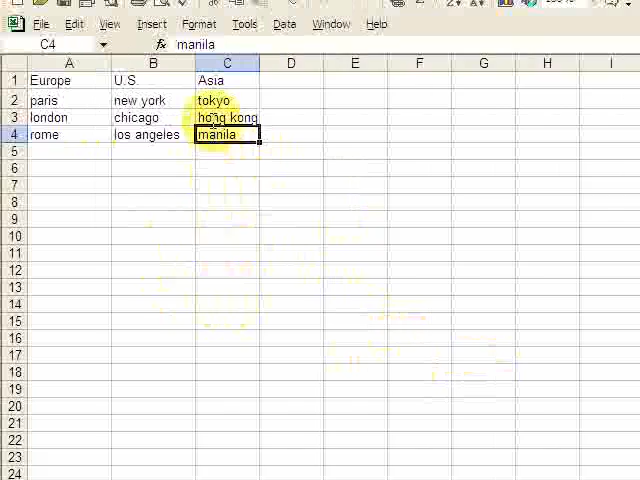 File Edit View Insert Format Tools Data Window Help
C4 fx manila
A B C D E F G H I
1 Europe U.S. Asia
2 paris new york tokyo
3 london chicago hong kong
4 rome los angeles manila
5
6
7
8
9
10
11
12
13
14
15
16
17
18
19
20
21
22
23
24